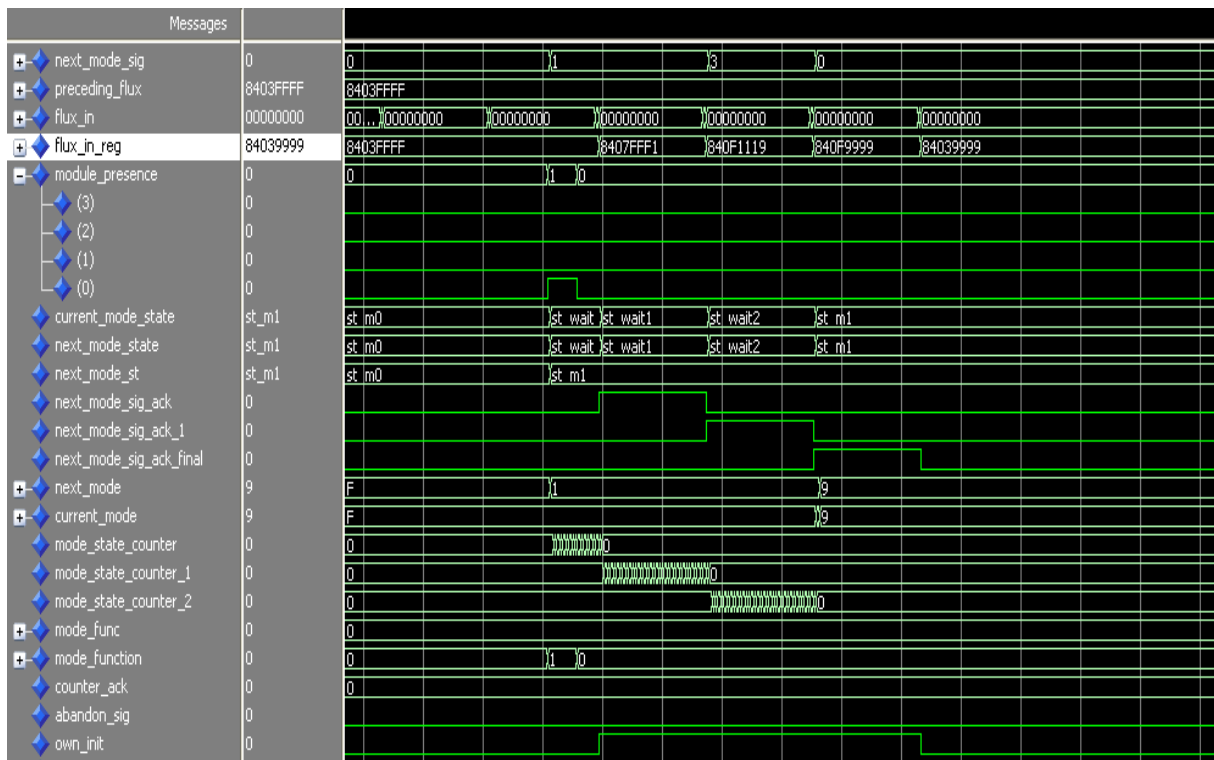 Messages
next_mode_sig 0 0 1 3 0
preceding_flux 8403FFFF 8403FFFF
flux_in 00000000 00... 00000000 00000000 00000000 00000000 00000000 00000000
flux_in_reg 84039999 8403FFFF 8407FFF1 840F1119 840F9999 84039999
module_presence 0 0 1 0
(3) 0
(2) 0
(1) 0
(0) 0
current_mode_state st_m1 st_m0 st_wait st_wait1 st_wait2 st_m1
next_mode_state st_m1 st_m0 st_wait st_wait1 st_wait2 st_m1
next_mode_st st_m1 st_m0 st_m1
next_mode_sig_ack 0
next_mode_sig_ack_1 0
next_mode_sig_ack_final 0
next_mode 9 F 1 9
current_mode 9 F 9
mode_state_counter 0 0 0
mode_state_counter_1 0 0 0
mode_state_counter_2 0 0 0
mode_func 0 0
mode_function 0 0 1 0
counter_ack 0 0
abandon_sig 0
own_init 0